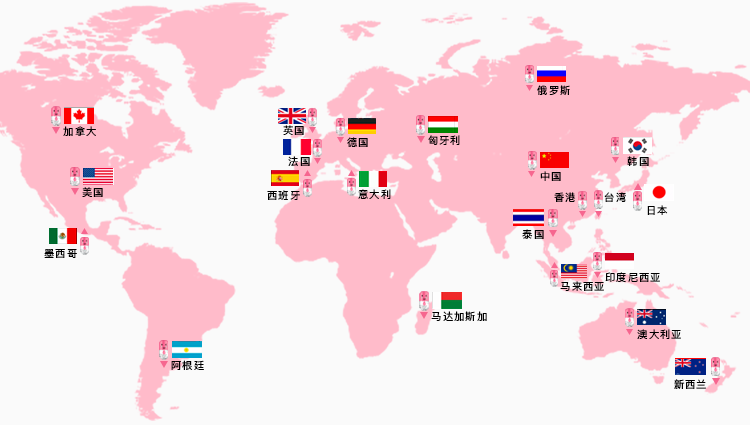 俄罗斯
加拿大
英国
德国
匈牙利
法国
韩国
中国
美国
西班牙
意大利
香港
台湾
日本
泰国
墨西哥
印度尼西亚
马来西亚
马达加斯加
澳大利亚
阿根廷
新西兰